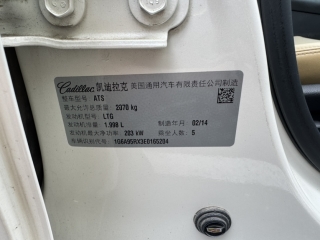 Cadillac 凯迪拉克 美国通用汽车有限责任公司制造
整车型号 ATS
最大允许总质量 2070 kg
发动机型号 LTG
发动机排量 1.998 L 制造年月 02/14
发动机最大净功率 203 kW 乘坐人数 5
车辆识别代号 1G6A95RX3E0165204